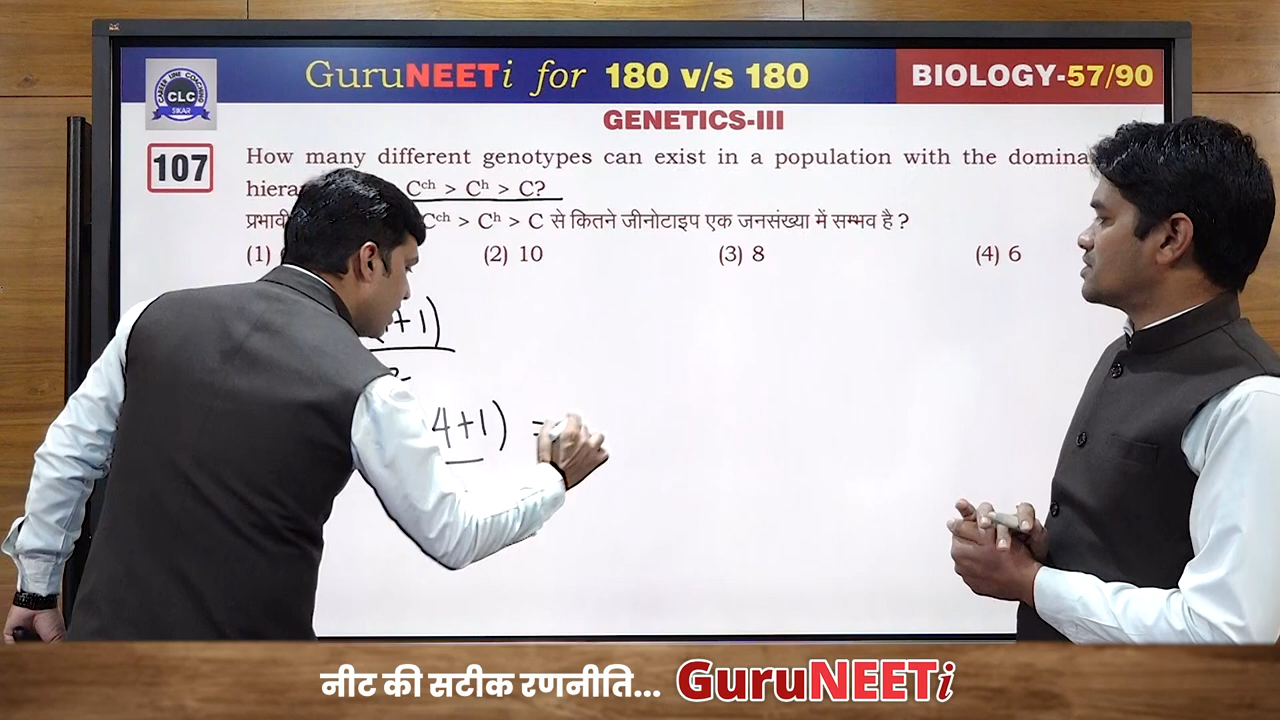 GuruNEETi for 180 v/s 180
BIOLOGY-57/90
CAREER LINE COACHING
CLC
SIKAR
GENETICS-III
107
How many different genotypes can exist in a population with the
Cᶜʰ > Cʰ > C?
Cᶜʰ > Cʰ > C से कितने जीनोटाइप एक जनसंख्या में सम्भव है ?
(1) (2) 10 (3) 8 (4) 6
+1)
4+1) =
नीट की सटीक रणनीति... GuruNEETi